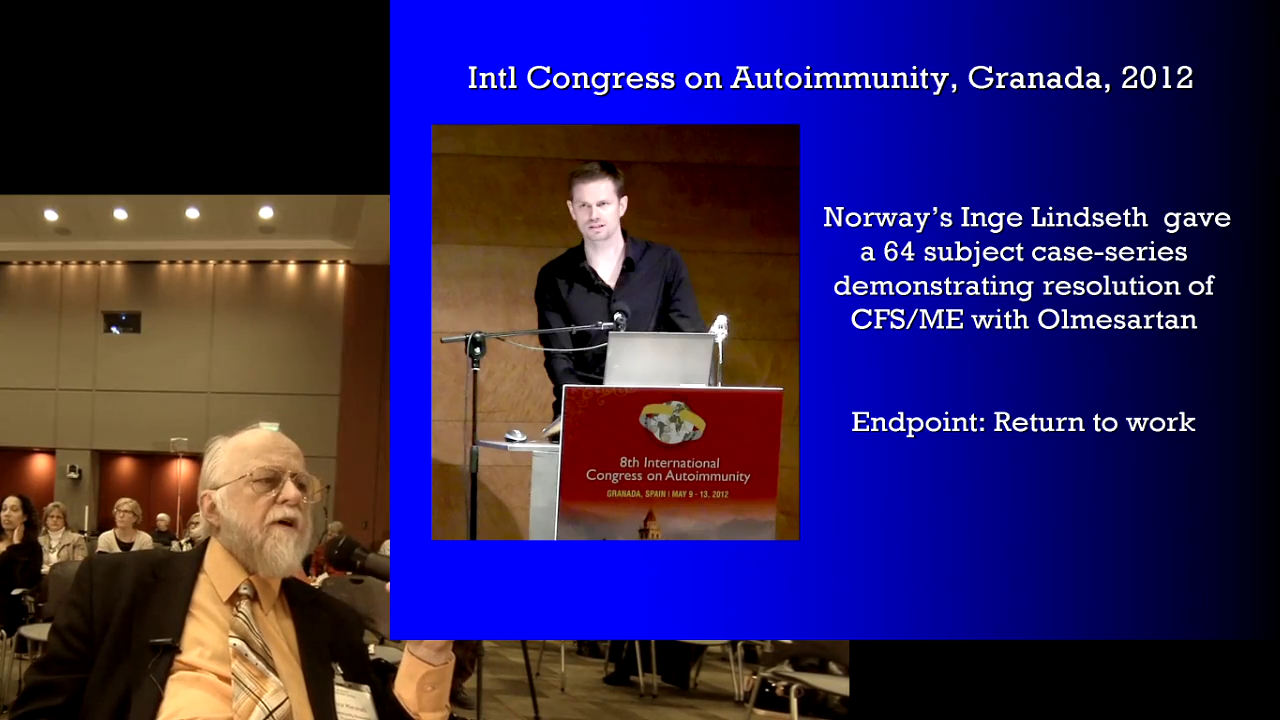 Intl Congress on Autoimmunity, Granada, 2012
Norway's Inge Lindseth gave
a 64 subject case-series
demonstrating resolution of
CFS/ME with Olmesartan
Endpoint: Return to work
8th International
Congress on Autoimmunity
GRANADA, SPAIN | MAY 9 - 13, 2012